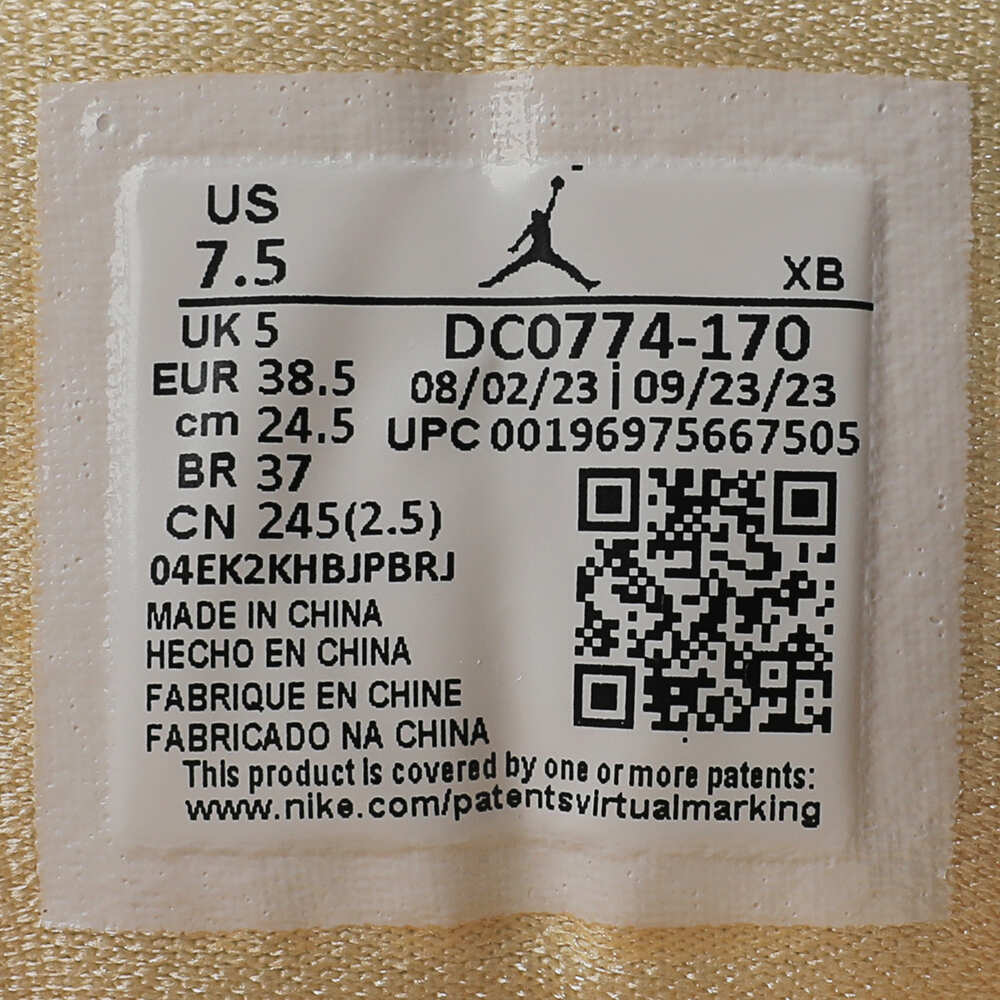 US
7.5
XB
UK 5
DC0774-170
EUR 38.5
08/02/23 | 09/23/23
cm 24.5
UPC 00196975667505
BR 37
CN 245(2.5)
04EK2KHBJPBRJ
MADE IN CHINA
HECHO EN CHINA
FABRIQUE EN CHINE
FABRICADO NA CHINA
This product is covered by one or more patents:
www.nike.com/patentsvirtualmarking